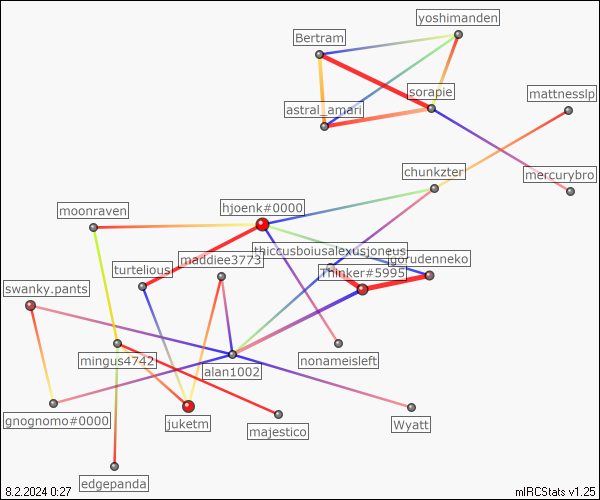 yoshimanden
Bertram
sorapie
mattnesslp
astral_amari
chunkzter
mercurybro
hjoenk#0000
moonraven
thiccusboiusalexusjoneus
maddiee3773
gorudenneko
turtelious
Thinker#5995
swanky.pants
mingus4742
nonameisleft
alan1002
gnognomo#0000
juketm
majestico
Wyatt
edgepanda
8.2.2024 0:27
mIRCStats v1.25